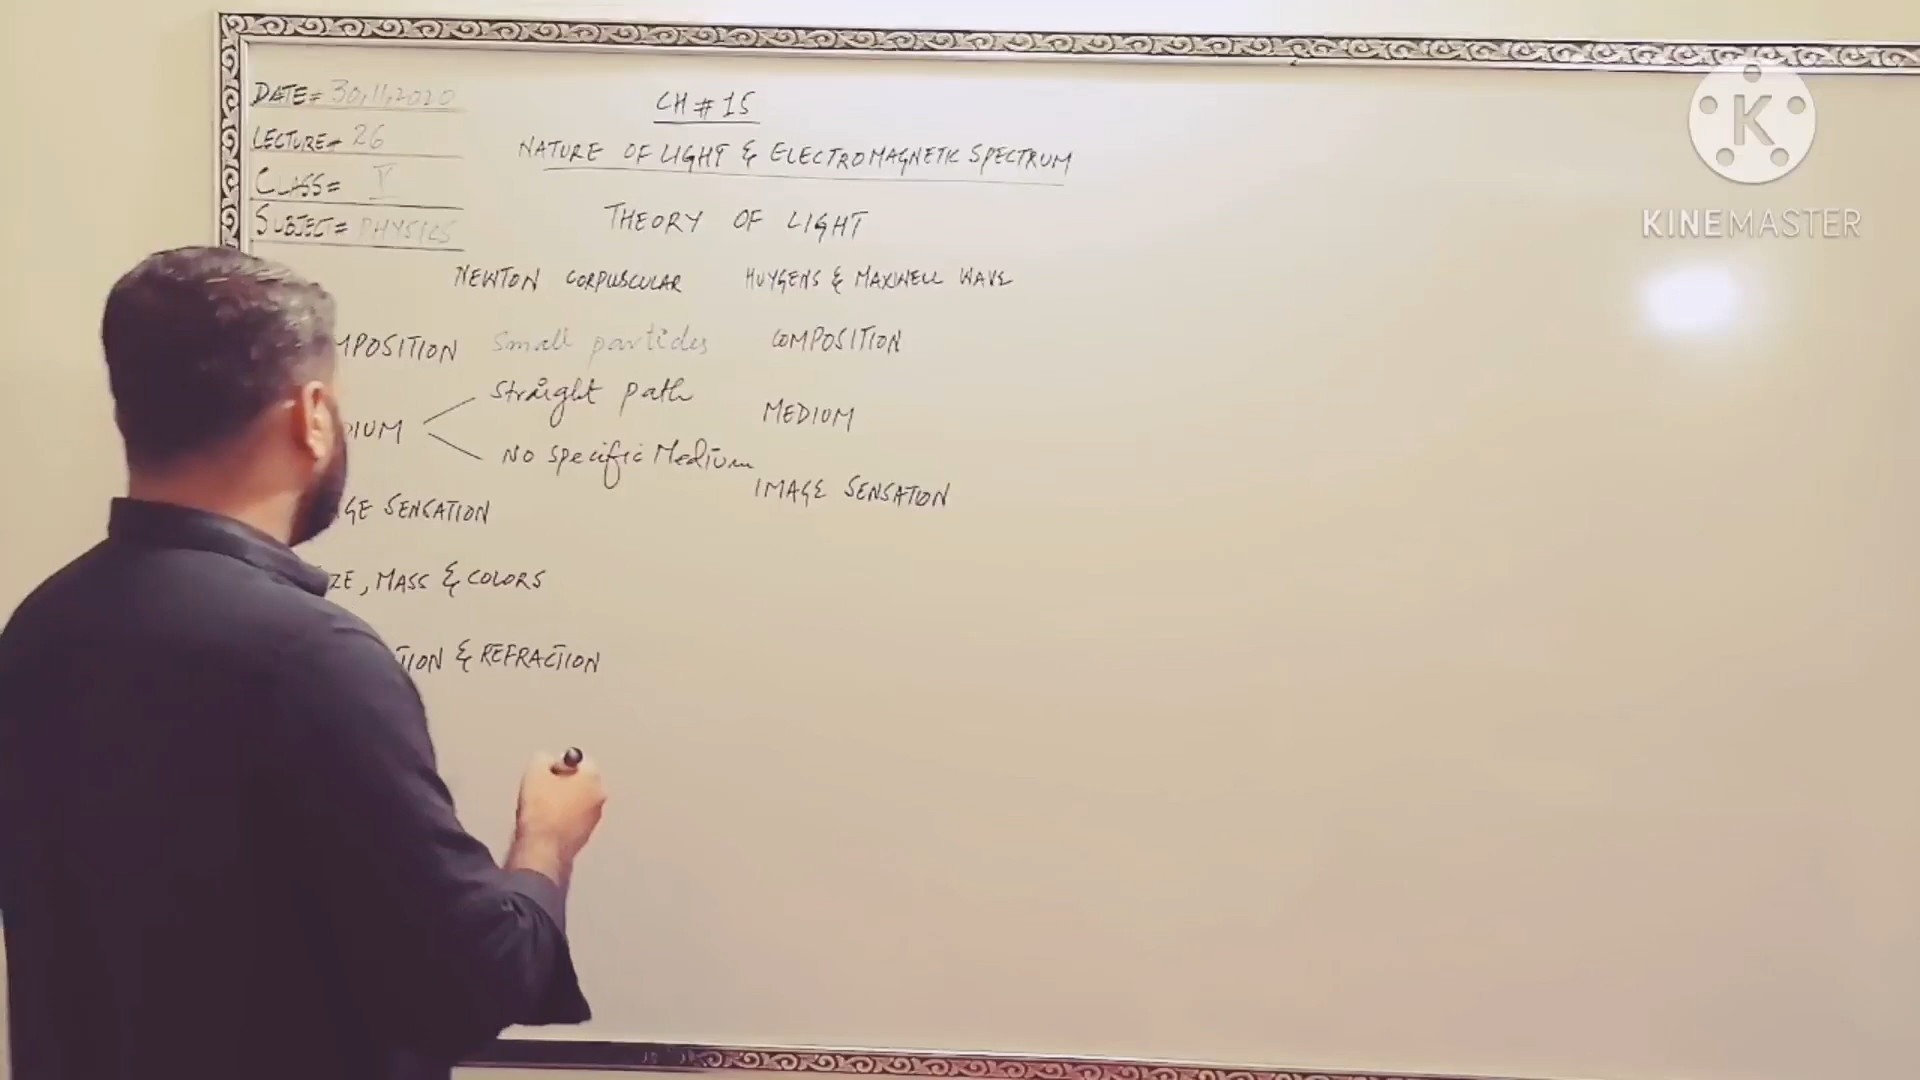 DATE= 30,11,2020
LECTURE= 26
CLASS= V
SUBJECT= PHYSICS
CH # 15
NATURE OF LIGHT & ELECTROMAGNETIC SPECTRUM
THEORY OF LIGHT
NEWTON CORPUSCULAR
HUYGENS & MAXWELL WAVE
MPOSITION Small particles
COMPOSITION
Straight path
DIUM
No specific Medium
MEDIUM
GE SENSATION
IMAGE SENSATION
ZE, MASS & COLORS
TION & REFRACTION
K
KINEMASTER